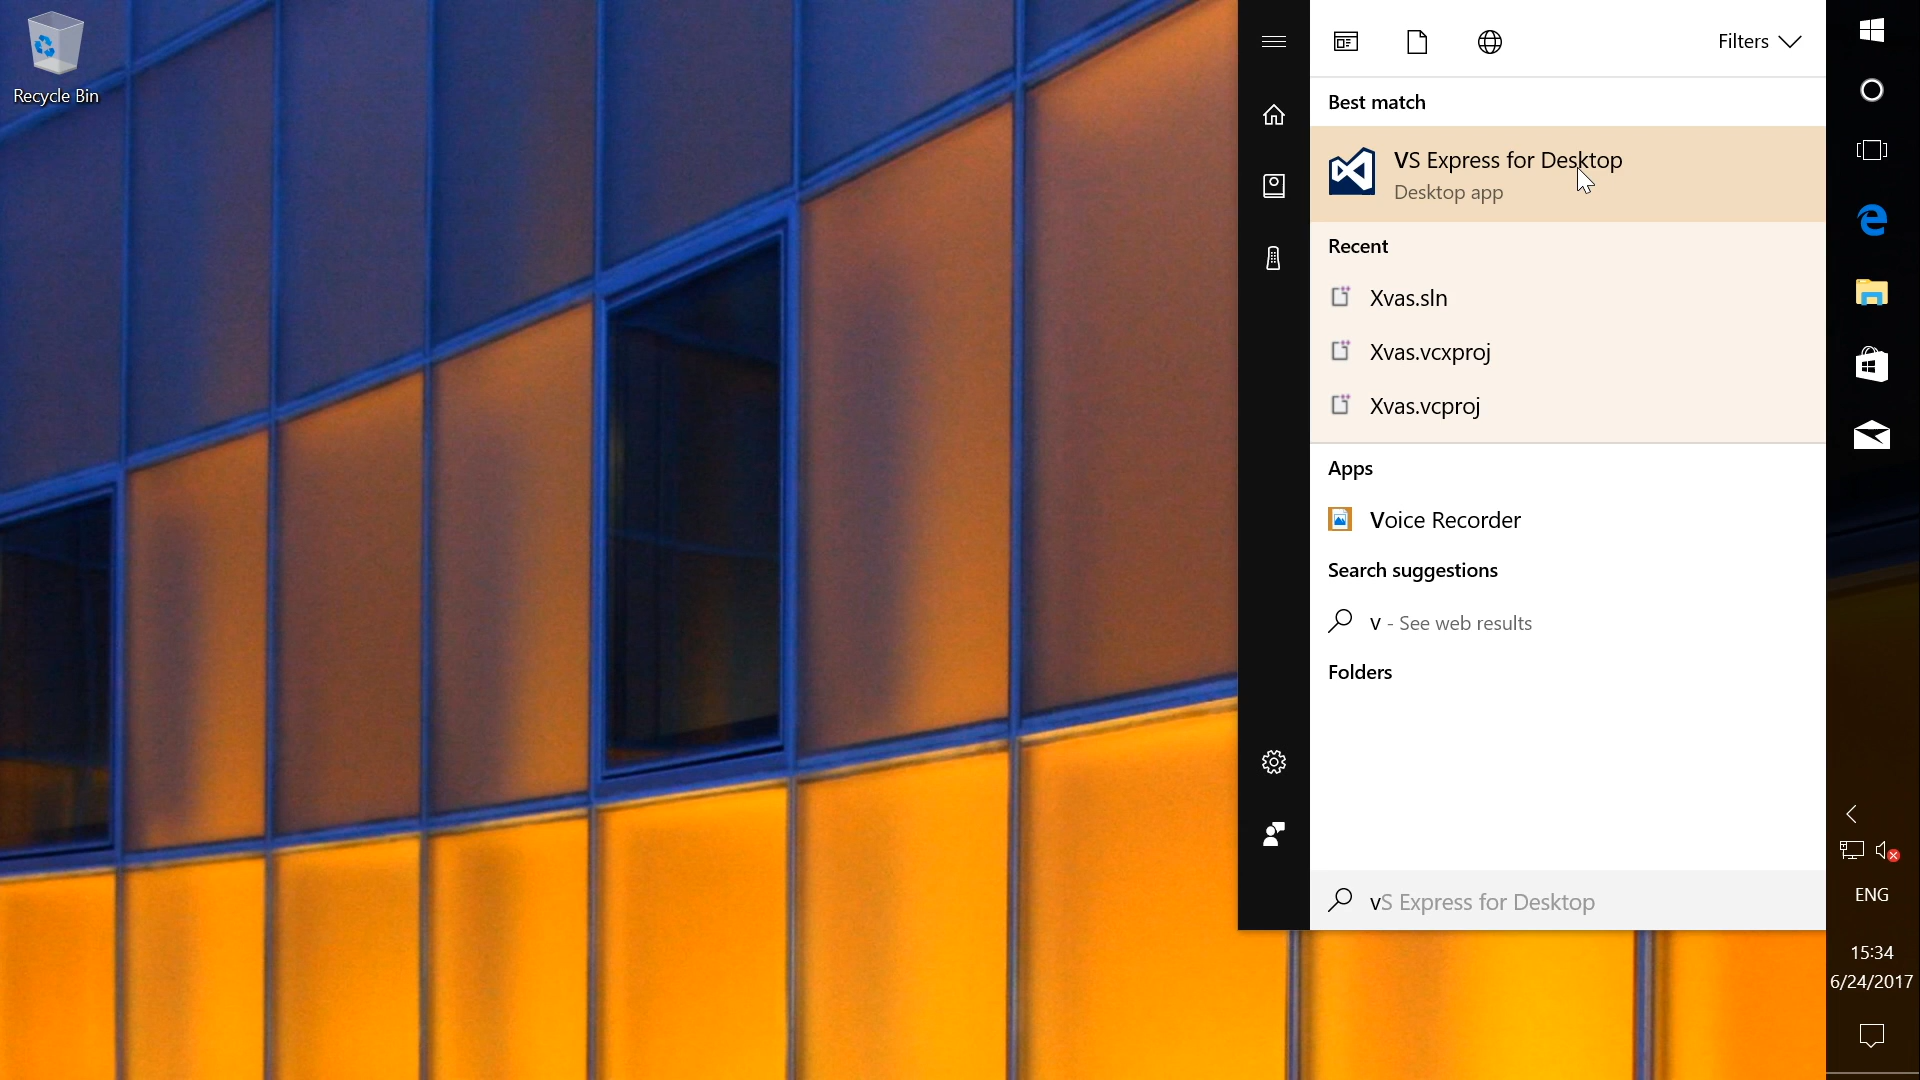 Recycle Bin
Filters
Best match
VS Express for Desktop
Desktop app
Recent
Xvas.sln
Xvas.vcxproj
Xvas.vcproj
Apps
Voice Recorder
Search suggestions
v - See web results
Folders
vS Express for Desktop
ENG
15:34
6/24/2017